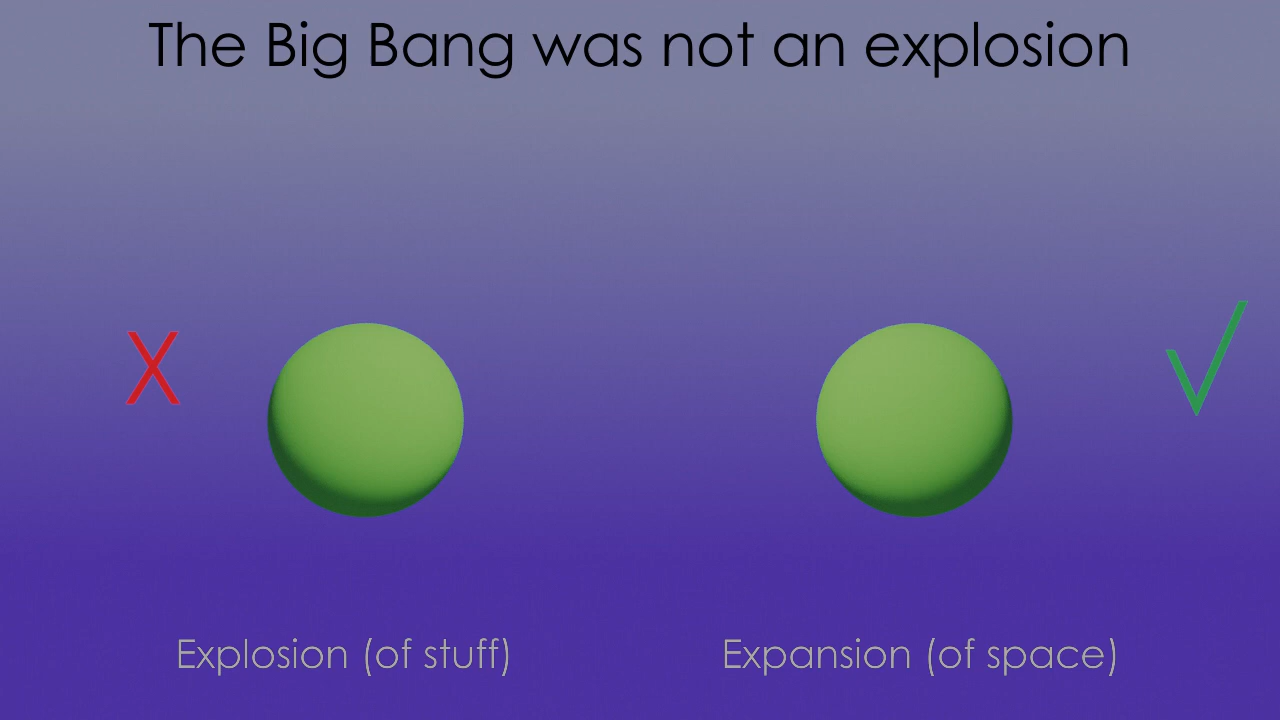 The Big Bang was not an explosion
X
√
Explosion (of stuff)
Expansion (of space)